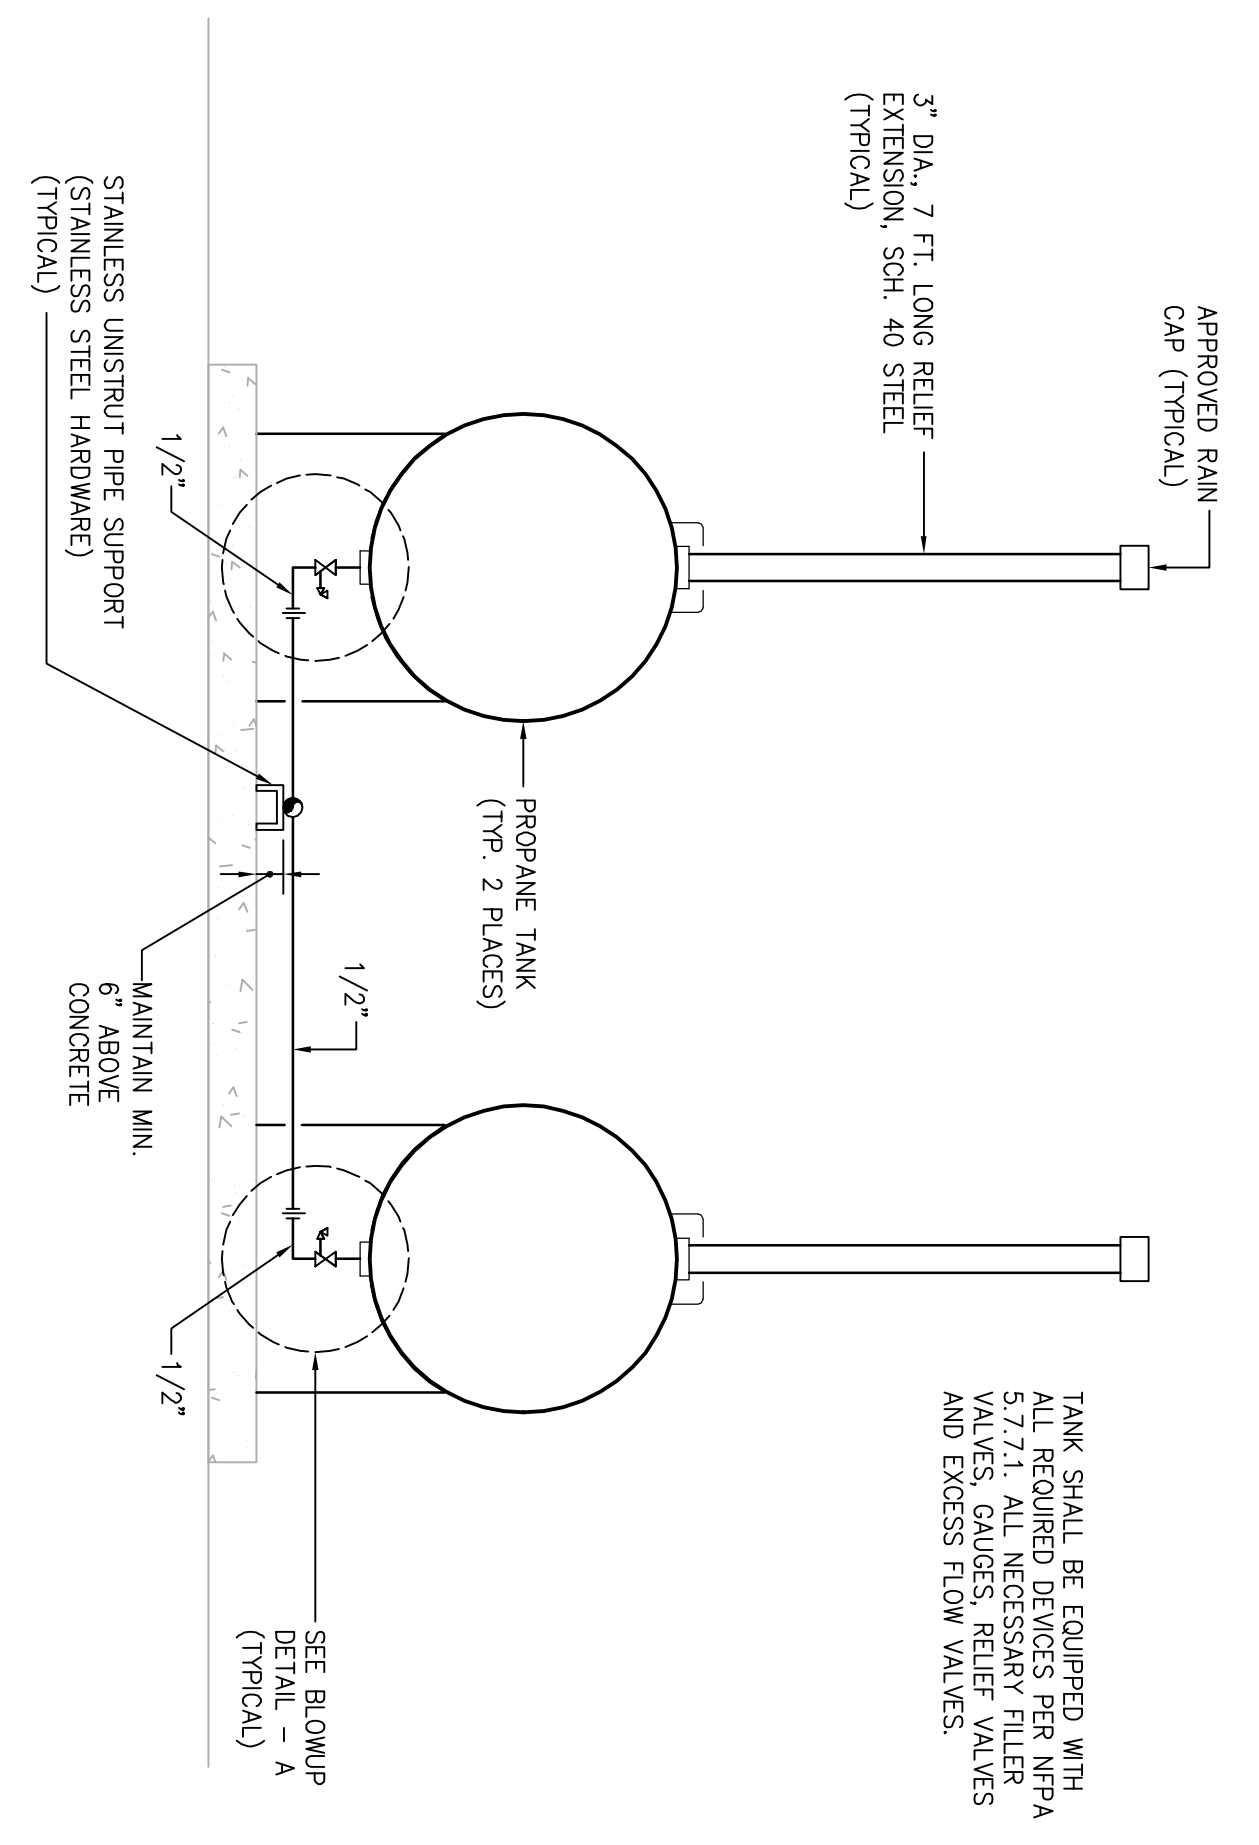 APPROVED RAIN
CAP (TYPICAL)
3" DIA., 7 FT. LONG RELIEF
EXTENSION, SCH. 40 STEEL
(TYPICAL)
TANK SHALL BE EQUIPPED WITH
ALL REQUIRED DEVICES PER NFPA
5.7.7.1. ALL NECESSARY FILLER
VALVES, GAUGES, RELIEF VALVES
AND EXCESS FLOW VALVES.
PROPANE TANK
(TYP. 2 PLACES)
1/2"
SEE BLOWUP
DETAIL - A
(TYPICAL)
1/2"
1/2"
STAINLESS UNISTRUT PIPE SUPPORT
(STAINLESS STEEL HARDWARE)
(TYPICAL)
MAINTAIN MIN.
6" ABOVE
CONCRETE